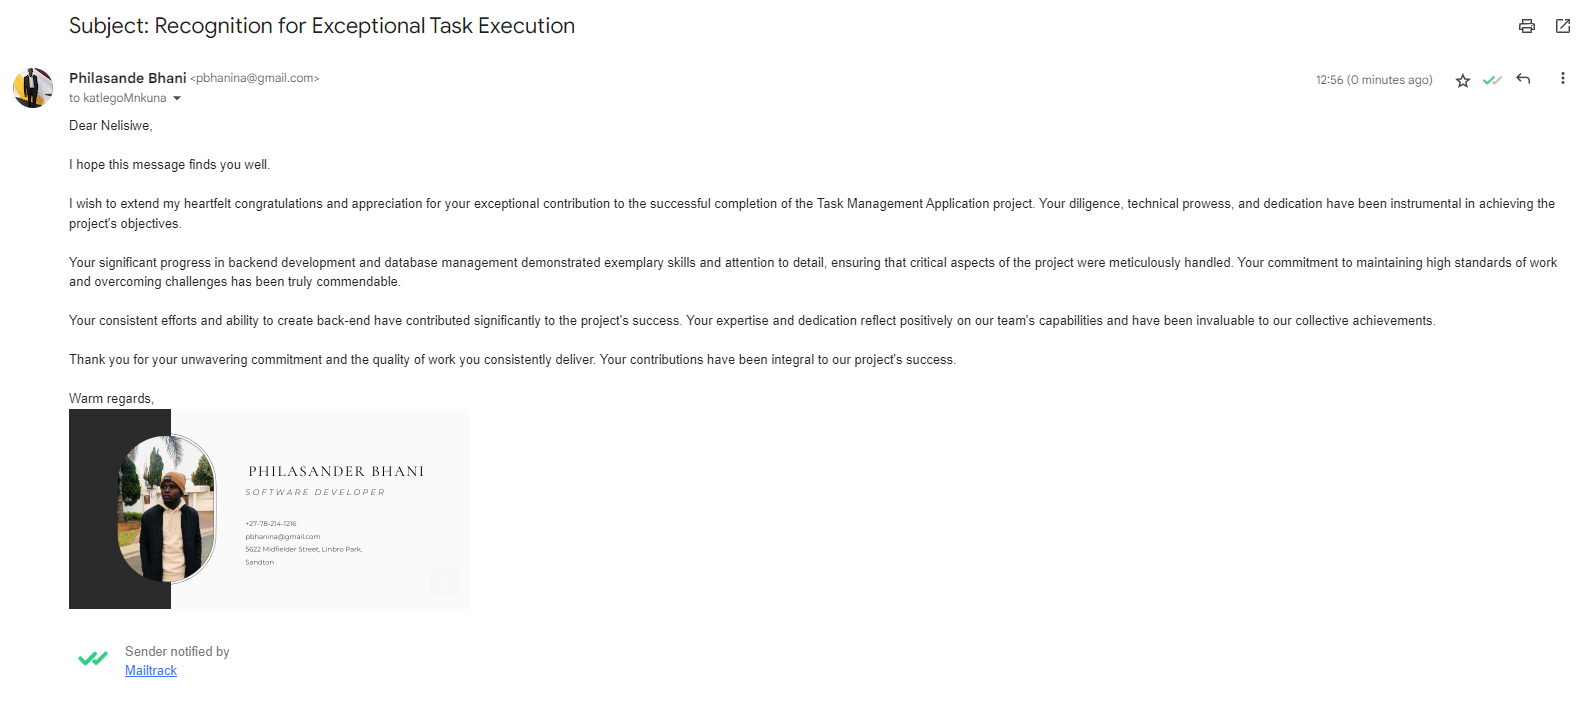 Subject: Recognition for Exceptional Task Execution
Philasande Bhani <pbhanina@gmail.com>
12:56 (0 minutes ago)
to katlegoMnkuna
Dear Nelisiwe,
I hope this message finds you well.
I wish to extend my heartfelt congratulations and appreciation for your exceptional contribution to the successful completion of the Task Management Application project. Your diligence, technical prowess, and dedication have been instrumental in achieving the
project's objectives.
Your significant progress in backend development and database management demonstrated exemplary skills and attention to detail, ensuring that critical aspects of the project were meticulously handled. Your commitment to maintaining high standards of work
and overcoming challenges has been truly commendable.
Your consistent efforts and ability to create back-end have contributed significantly to the project's success. Your expertise and dedication reflect positively on our team's capabilities and have been invaluable to our collective achievements.
Thank you for your unwavering commitment and the quality of work you consistently deliver. Your contributions have been integral to our project's success.
Warm regards,
PHILASANDER BHANI
SOFTWARE DEVELOPER
+27-78-214-1216
pbhanina@gmail.com
5622 Midfielder Street, Linbro Park,
Sandton
Sender notified by
Mailtrack